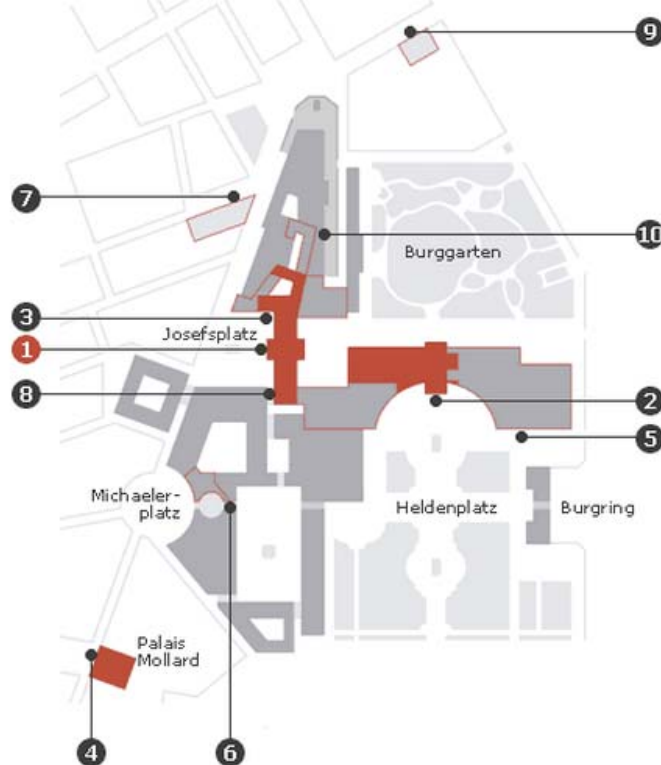 9
7
10
Burggarten
3
Josefsplatz
1
8
2
5
Michaeler-
platz
Heldenplatz
Burgring
Palais
Mollard
4
6